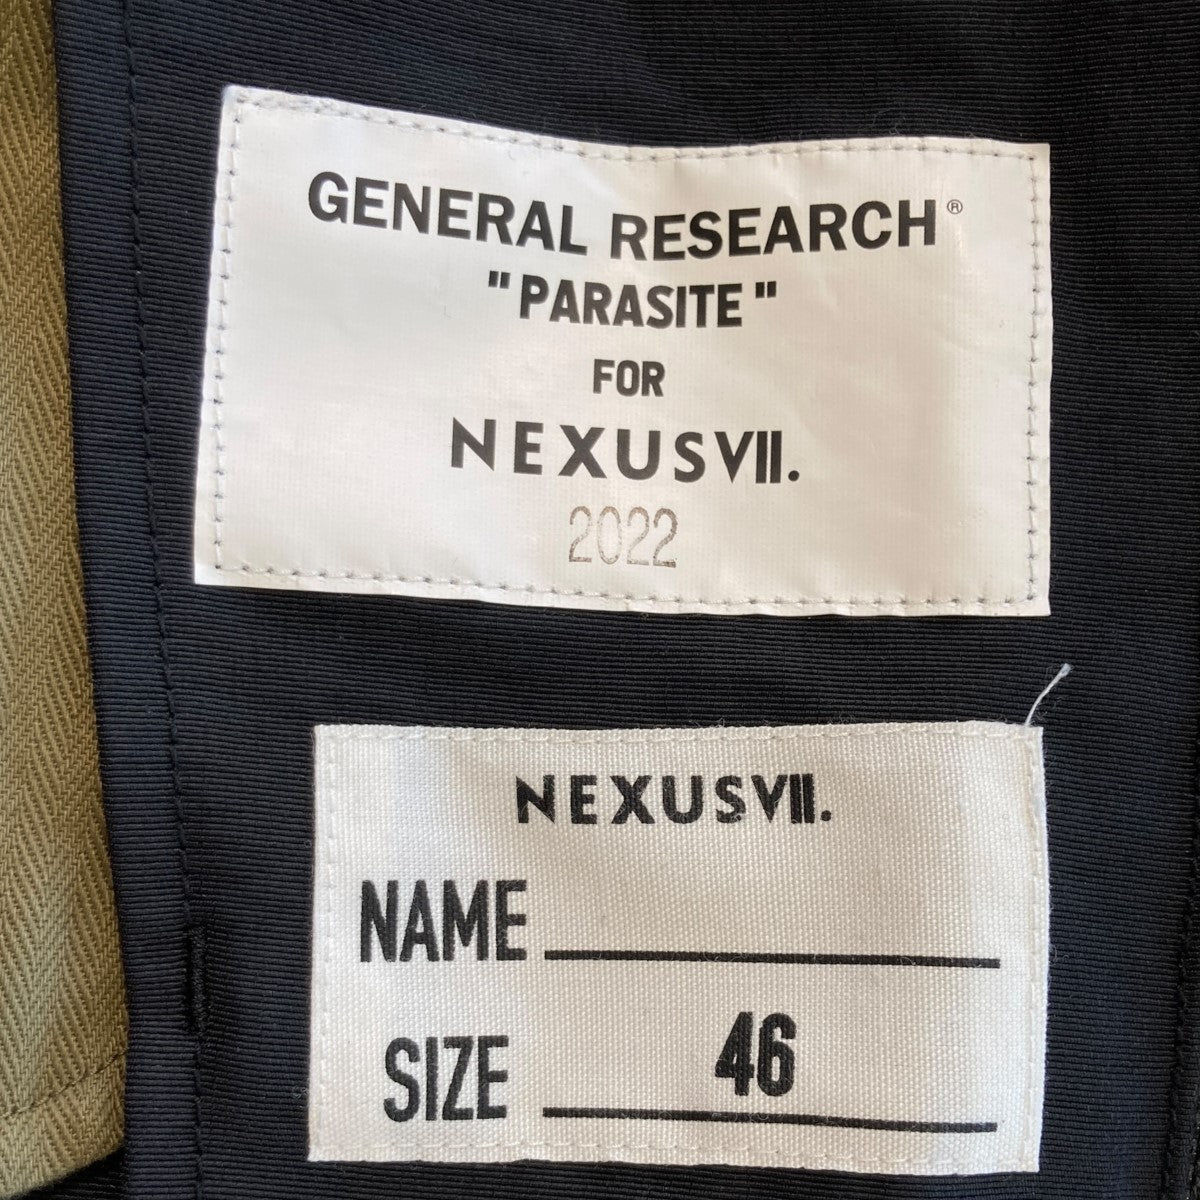 GENERAL RESEARCH®
"PARASITE"
FOR
NEXUSVII.
2022
NEXUSVII.
NAME
SIZE 46